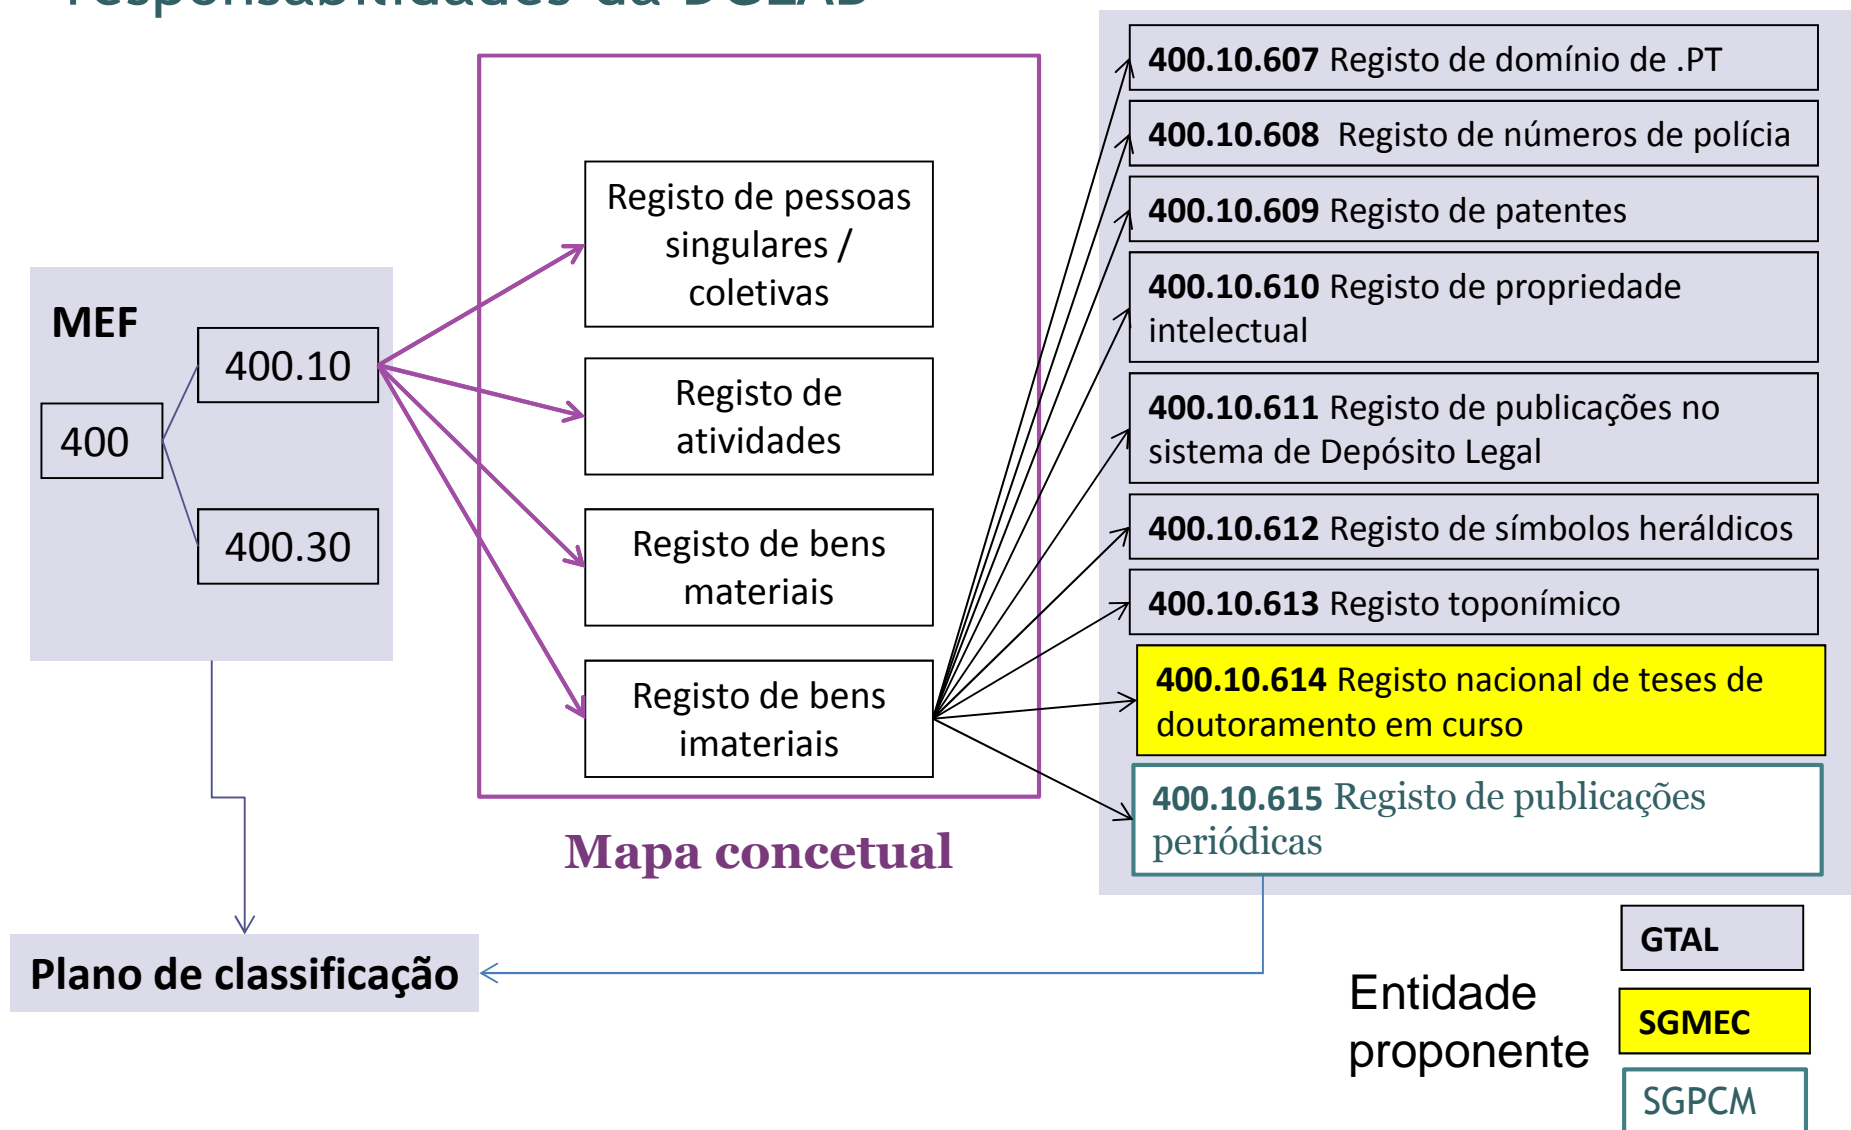 responsabilidades da DGLAB
MEF
400
400.10
400.30
Registo de pessoas
singulares /
coletivas
Registo de
atividades
Registo de bens
materiais
Registo de bens
imateriais
Mapa concetual
400.10.607 Registo de domínio de .PT
400.10.608 Registo de números de polícia
400.10.609 Registo de patentes
400.10.610 Registo de propriedade
intelectual
400.10.611 Registo de publicações no
sistema de Depósito Legal
400.10.612 Registo de símbolos heráldicos
400.10.613 Registo toponímico
400.10.614 Registo nacional de teses de
doutoramento em curso
400.10.615 Registo de publicações
periódicas
Plano de classificação
Entidade
proponente
GTAL
SGMEC
SGPCM